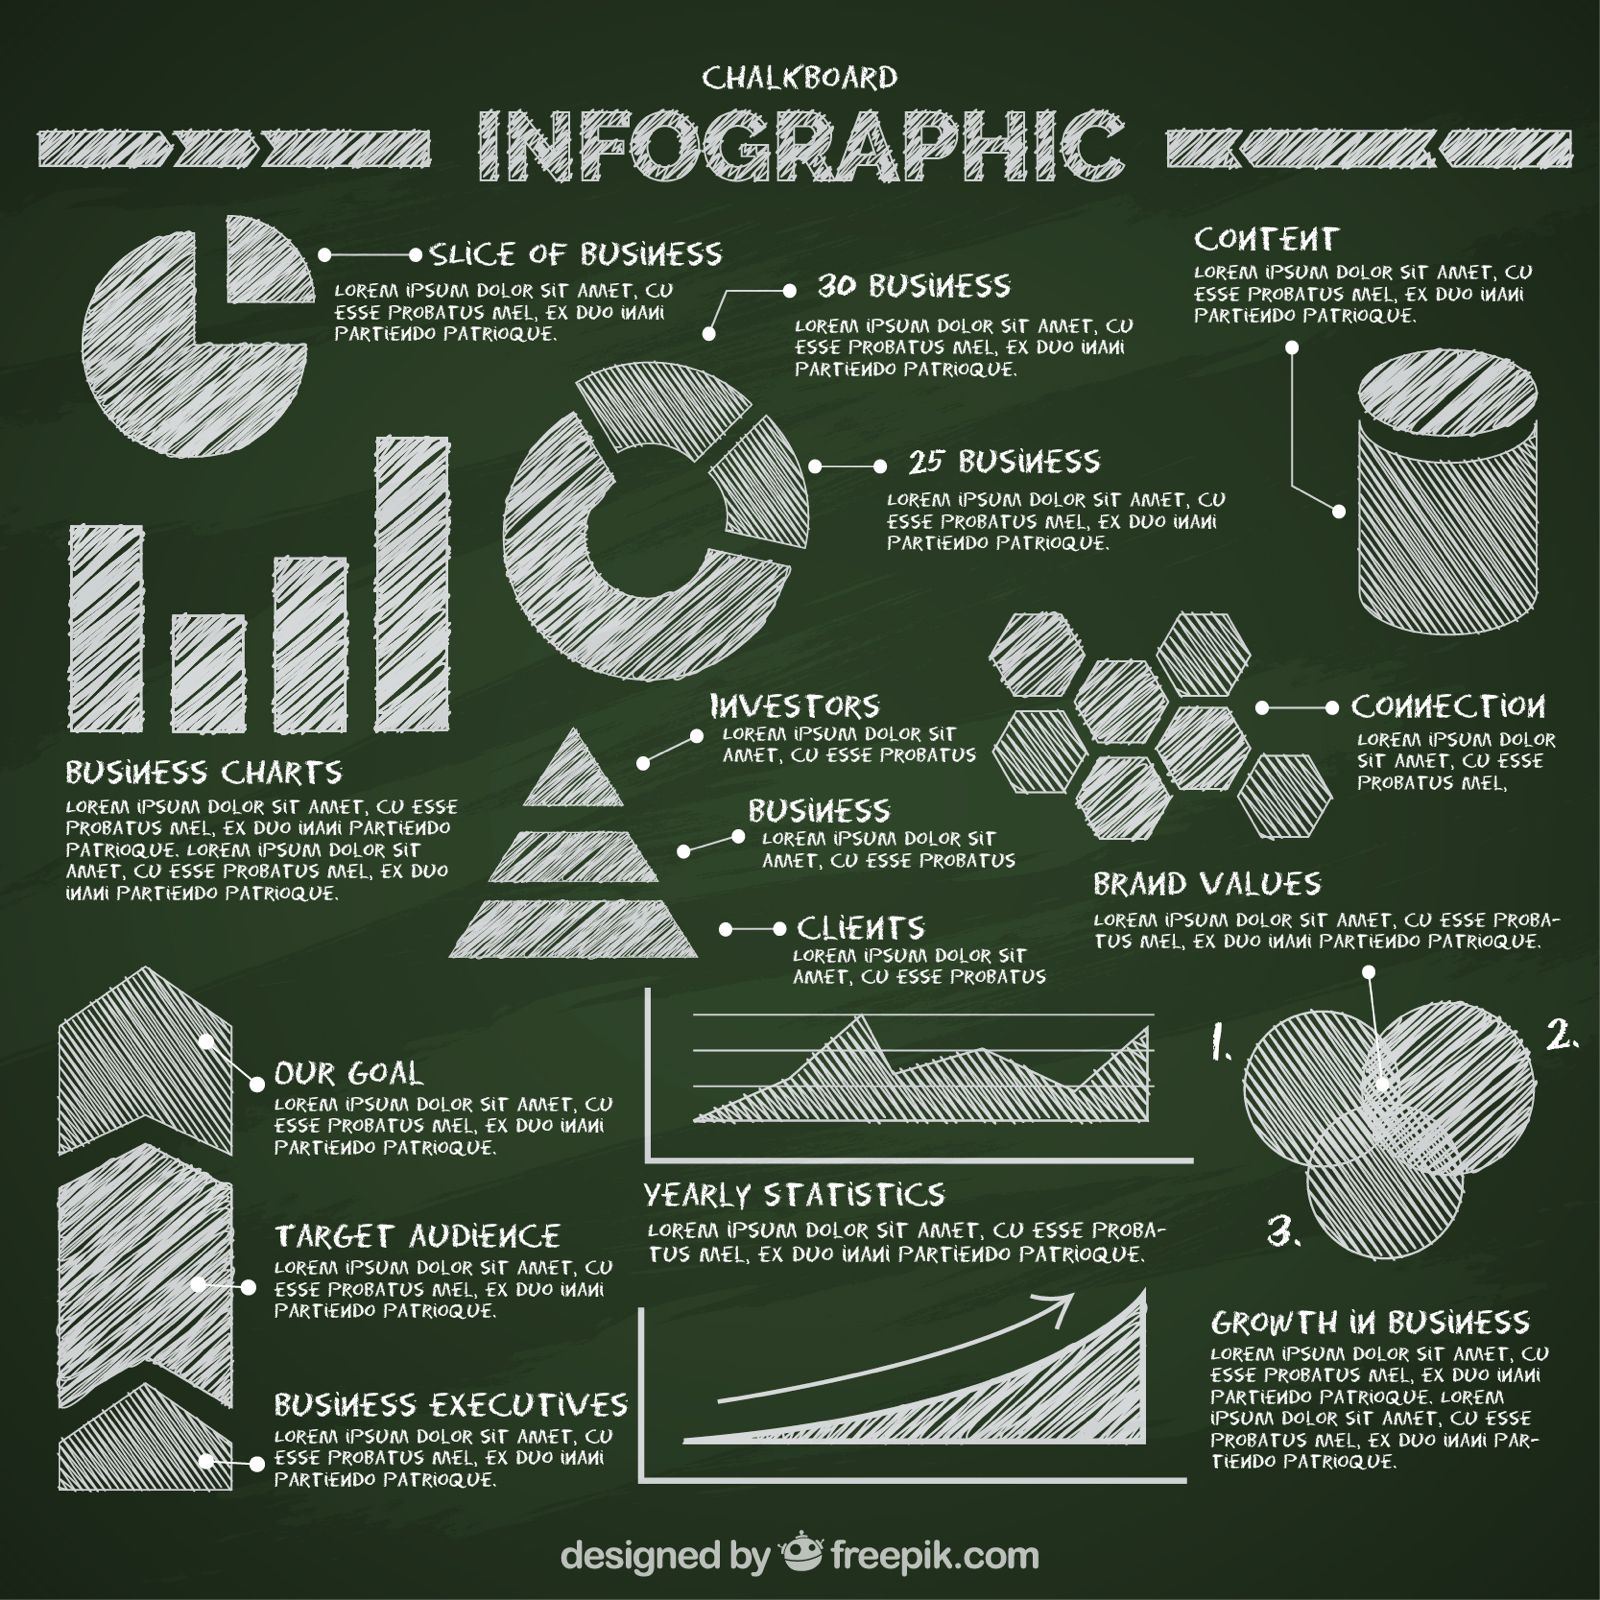 CHALKBOARD
INFOGRAPHIC
SLICE OF BUSINESS
LOREM IPSUM DOLOR SIT AMET, CU
ESSE PROBATUS MEL, EX DUO INANI
PARTIENDO PATRIOQUE.
30 BUSINESS
LOREM IPSUM DOLOR SIT AMET, CU
ESSE PROBATUS MEL, EX DUO INANI
PARTIENDO PATRIOQUE.
CONTENT
LOREM IPSUM DOLOR SIT AMET, CU
ESSE PROBATUS MEL, EX DUO INANI
PARTIENDO PATRIOQUE.
25 BUSINESS
LOREM IPSUM DOLOR SIT AMET, CU
ESSE PROBATUS MEL, EX DUO INANI
PARTIENDO PATRIOQUE.
BUSINESS CHARTS
LOREM IPSUM DOLOR SIT AMET, CU ESSE
PROBATUS MEL, EX DUO INANI PARTIENDO
PATRIOQUE. LOREM IPSUM DOLOR SIT
AMET, CU ESSE PROBATUS MEL, EX DUO
INANI PARTIENDO PATRIOQUE.
INVESTORS
LOREM IPSUM DOLOR SIT
AMET, CU ESSE PROBATUS
BUSINESS
LOREM IPSUM DOLOR SIT
AMET, CU ESSE PROBATUS
CLIENTS
LOREM IPSUM DOLOR SIT
AMET, CU ESSE PROBATUS
CONNECTION
LOREM IPSUM DOLOR
SIT AMET, CU ESSE
PROBATUS MEL,
BRAND VALUES
LOREM IPSUM DOLOR SIT AMET, CU ESSE PROBA-
TUS MEL, EX DUO INANI PARTIENDO PATRIOQUE.
1.
2.
3.
OUR GOAL
LOREM IPSUM DOLOR SIT AMET, CU
ESSE PROBATUS MEL, EX DUO INANI
PARTIENDO PATRIOQUE.
TARGET AUDIENCE
LOREM IPSUM DOLOR SIT AMET, CU
ESSE PROBATUS MEL, EX DUO INANI
PARTIENDO PATRIOQUE.
BUSINESS EXECUTIVES
LOREM IPSUM DOLOR SIT AMET, CU
ESSE PROBATUS MEL, EX DUO INANI
PARTIENDO PATRIOQUE.
YEARLY STATISTICS
LOREM IPSUM DOLOR SIT AMET, CU ESSE PROBA-
TUS MEL, EX DUO INANI PARTIENDO PATRIOQUE.
GROWTH IN BUSINESS
LOREM IPSUM DOLOR SIT AMET, CU
ESSE PROBATUS MEL, EX DUO INANI
PARTIENDO PATRIOQUE. LOREM
IPSUM DOLOR SIT AMET, CU ESSE
PROBATUS MEL, EX DUO INANI PAR-
TIENDO PATRIOQUE.
designed by freepik.com